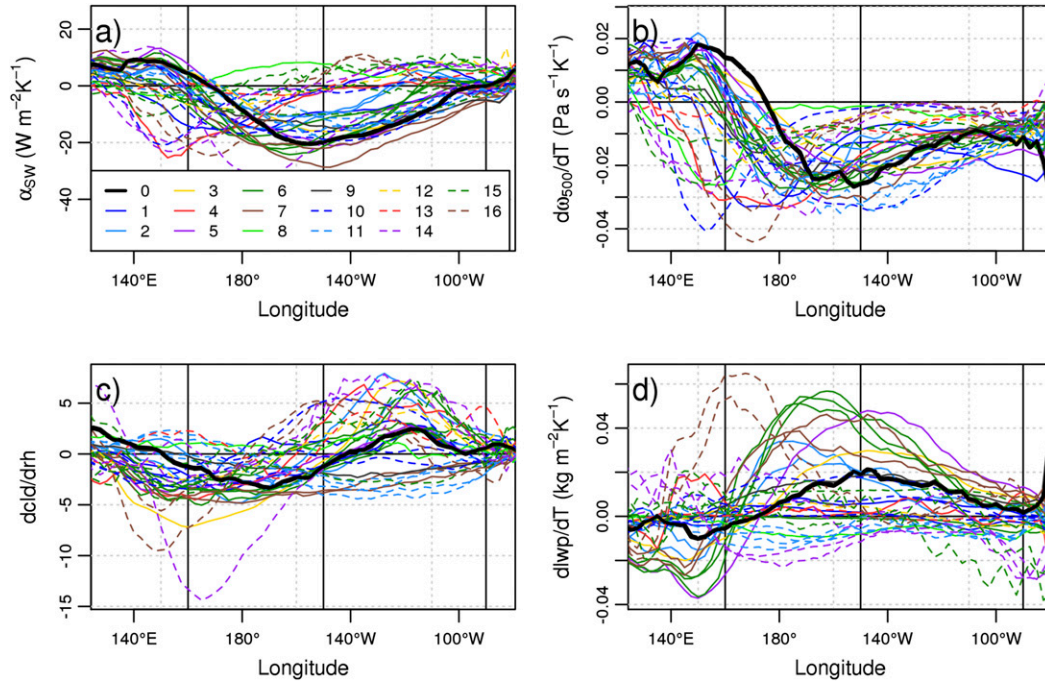 a)
20
0
-20
-40
αSW (W m−2K−1)
0 3 6 9 12 15
1 4 7 10 13 16
2 5 8 11 14
140°E 180° 140°W 100°W
Longitude
b)
0.02
0.00
-0.02
-0.04
dω500/dT (Pa s−1K−1)
140°E 180° 140°W 100°W
Longitude
c)
5
0
-5
-10
-15
dcld/drh
140°E 180° 140°W 100°W
Longitude
d)
0.04
0.00
-0.04
dlwp/dT (kg m−2K−1)
140°E 180° 140°W 100°W
Longitude